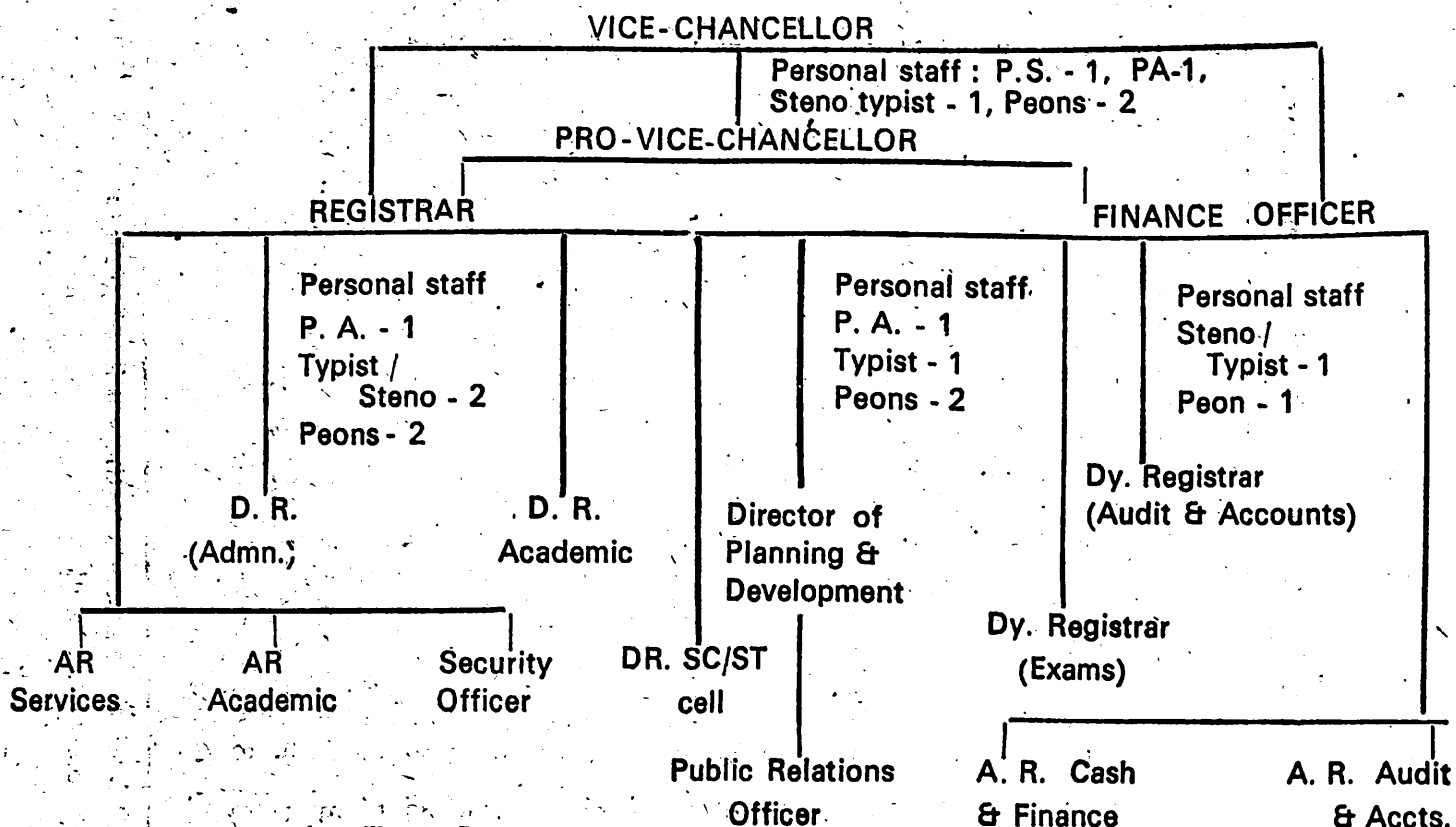 VICE-CHANCELLOR
Personal staff : P.S. - 1, PA-1,
Steno typist - 1, Peons - 2
PRO-VICE-CHANCELLOR
REGISTRAR
FINANCE OFFICER
Personal staff
P. A. - 1
Typist /
Steno - 2
Peons - 2
Personal staff
P. A. - 1
Typist - 1
Peons - 2
Personal staff
Steno /
Typist - 1
Peon - 1
D. R.
(Admn.)
D. R.
Academic
Director of
Planning &
Development
Dy. Registrar
(Audit & Accounts)
Dy. Registrar
(Exams)
AR
Services
AR
Academic
Security
Officer
DR. SC/ST
cell
Public Relations
Officer
A. R. Cash
& Finance
A. R. Audit
& Accts.